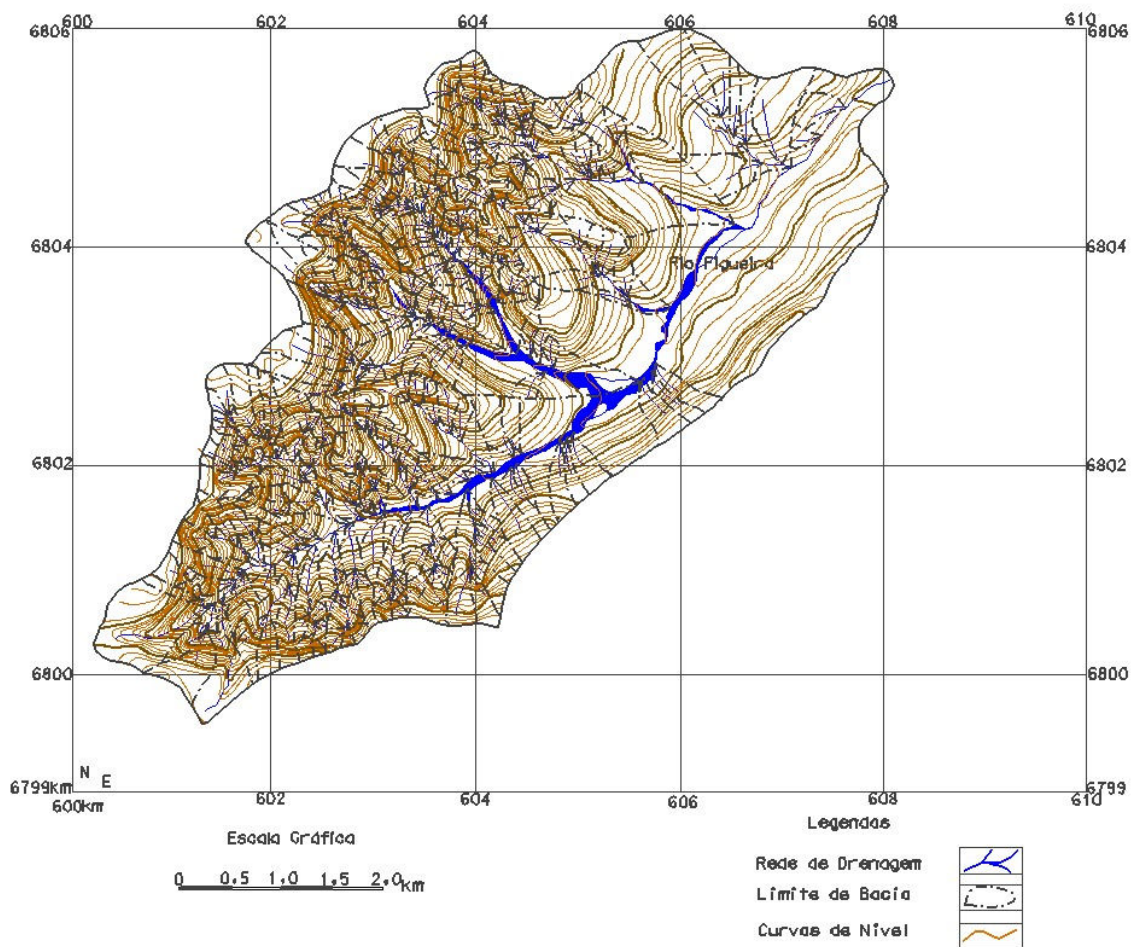 600 602 604 606 608 610
6806 6806
6804 6804
Rio Figueira
6802 6802
6800 6800
N E
6799km 6799
600km 602 604 606 608 610
Escala Gráfica
0 0,5 1,0 1,5 2,0km
Legendas
Rede de Drenagem
Limite de Bacia
Curvas de Nível